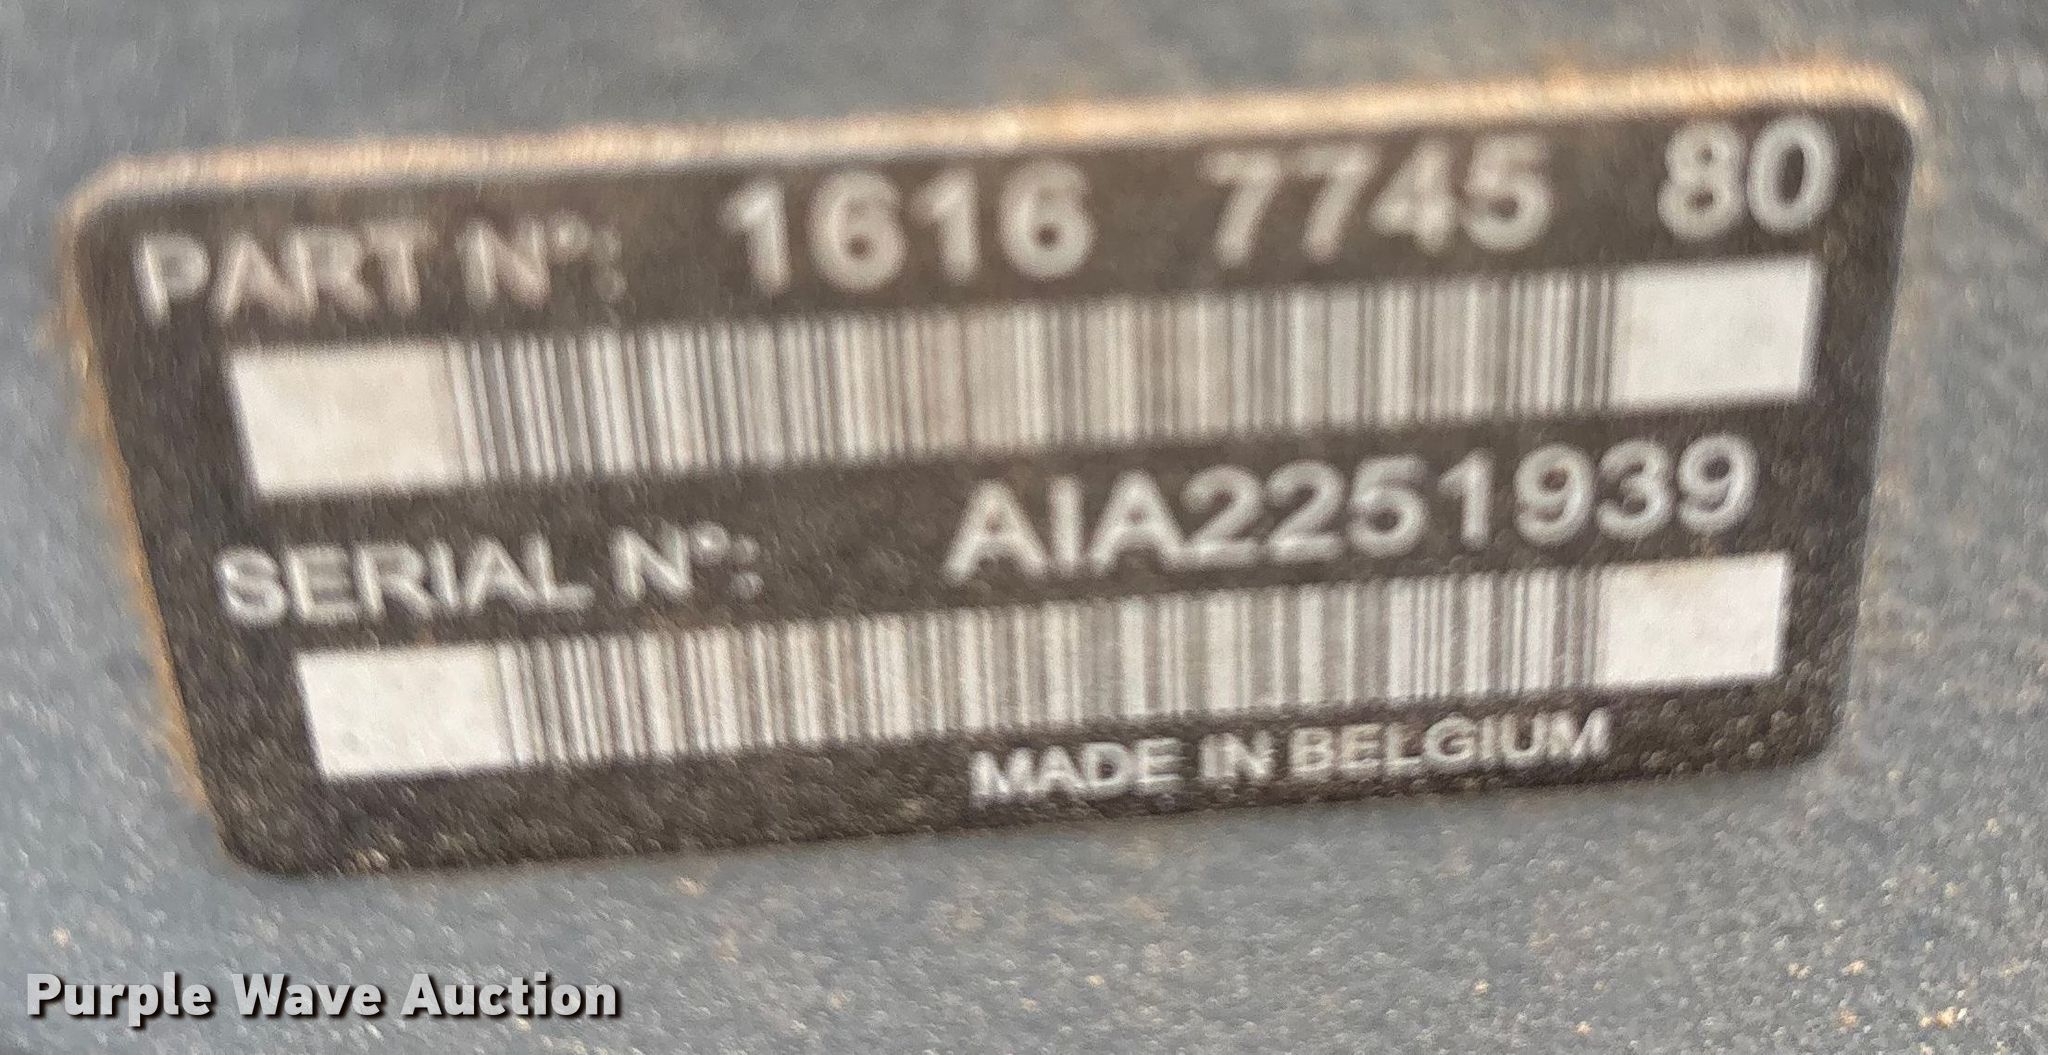 PART N°: 1616 7745 80
SERIAL N°: AIA2251939
MADE IN BELGIUM
Purple Wave Auction